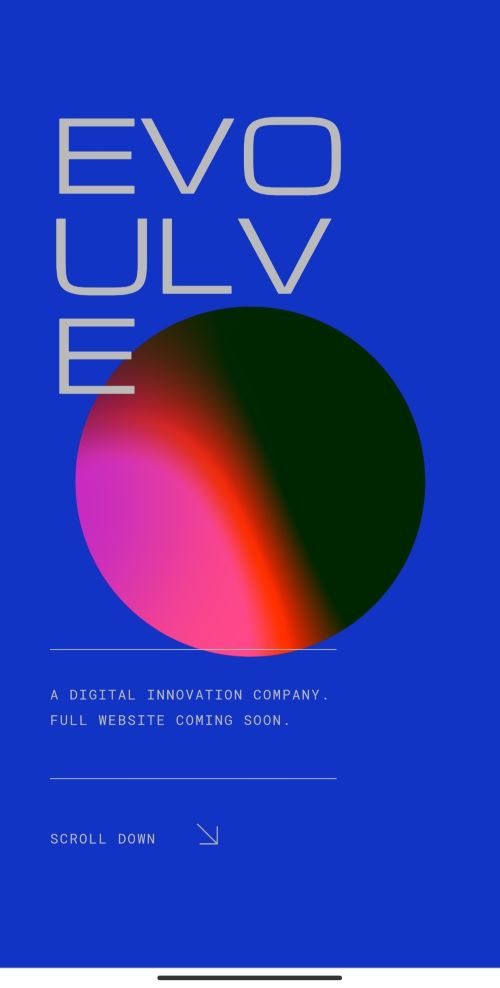 EVO
ULV
E
A DIGITAL INNOVATION COMPANY.
FULL WEBSITE COMING SOON.
SCROLL DOWN